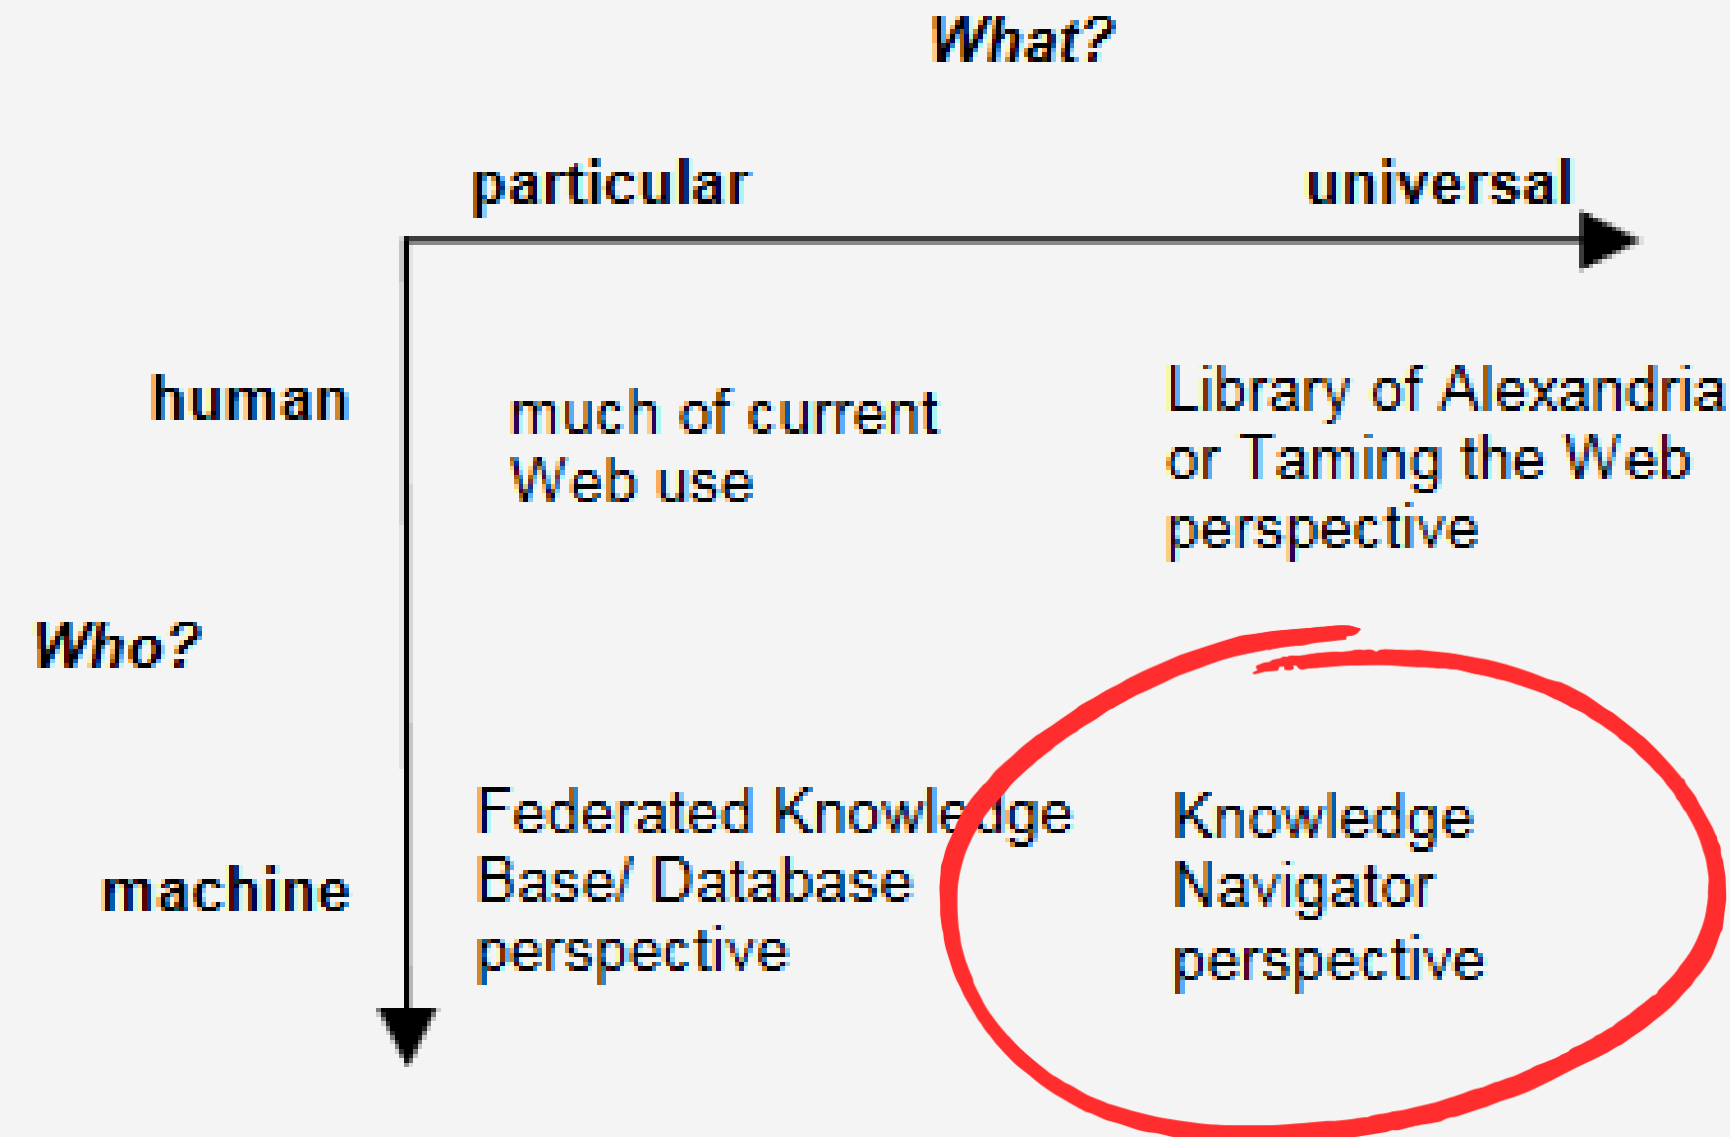 What?
particular
universal
human
much of current
Web use
Library of Alexandria
or Taming the Web
perspective
Who?
machine
Federated Knowledge
Base/ Database
perspective
Knowledge
Navigator
perspective